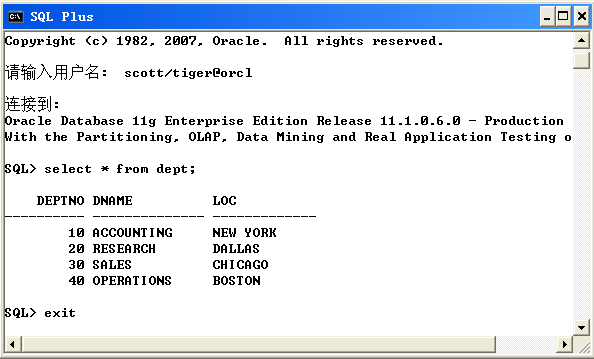 SQL Plus
Copyright (c) 1982, 2007, Oracle.  All rights reserved.
请输入用户名:  scott/tiger@orcl
连接到:
Oracle Database 11g Enterprise Edition Release 11.1.0.6.0 - Production
With the Partitioning, OLAP, Data Mining and Real Application Testing o
SQL> select * from dept;
    DEPTNO DNAME          LOC
---------- -------------- -------------
        10 ACCOUNTING     NEW YORK
        20 RESEARCH       DALLAS
        30 SALES          CHICAGO
        40 OPERATIONS     BOSTON
SQL> exit